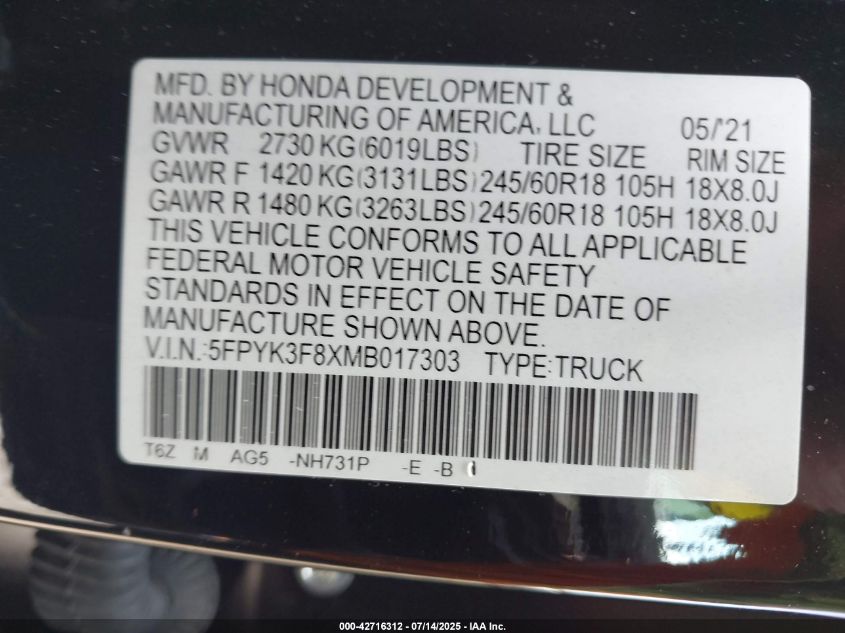 MFD. BY HONDA DEVELOPMENT &
MANUFACTURING OF AMERICA, LLC 05/'21
GVWR 2730 KG(6019LBS) TIRE SIZE RIM SIZE
GAWR F 1420 KG(3131LBS)245/60R18 105H 18X8.0J
GAWR R 1480 KG(3263LBS)245/60R18 105H 18X8.0J
THIS VEHICLE CONFORMS TO ALL APPLICABLE
FEDERAL MOTOR VEHICLE SAFETY
STANDARDS IN EFFECT ON THE DATE OF
MANUFACTURE SHOWN ABOVE.
V.I.N.:5FPYK3F8XMB017303 TYPE:TRUCK
T6Z M AG5 -NH731P -E -B
000-42716312 - 07/14/2025 - IAA Inc.